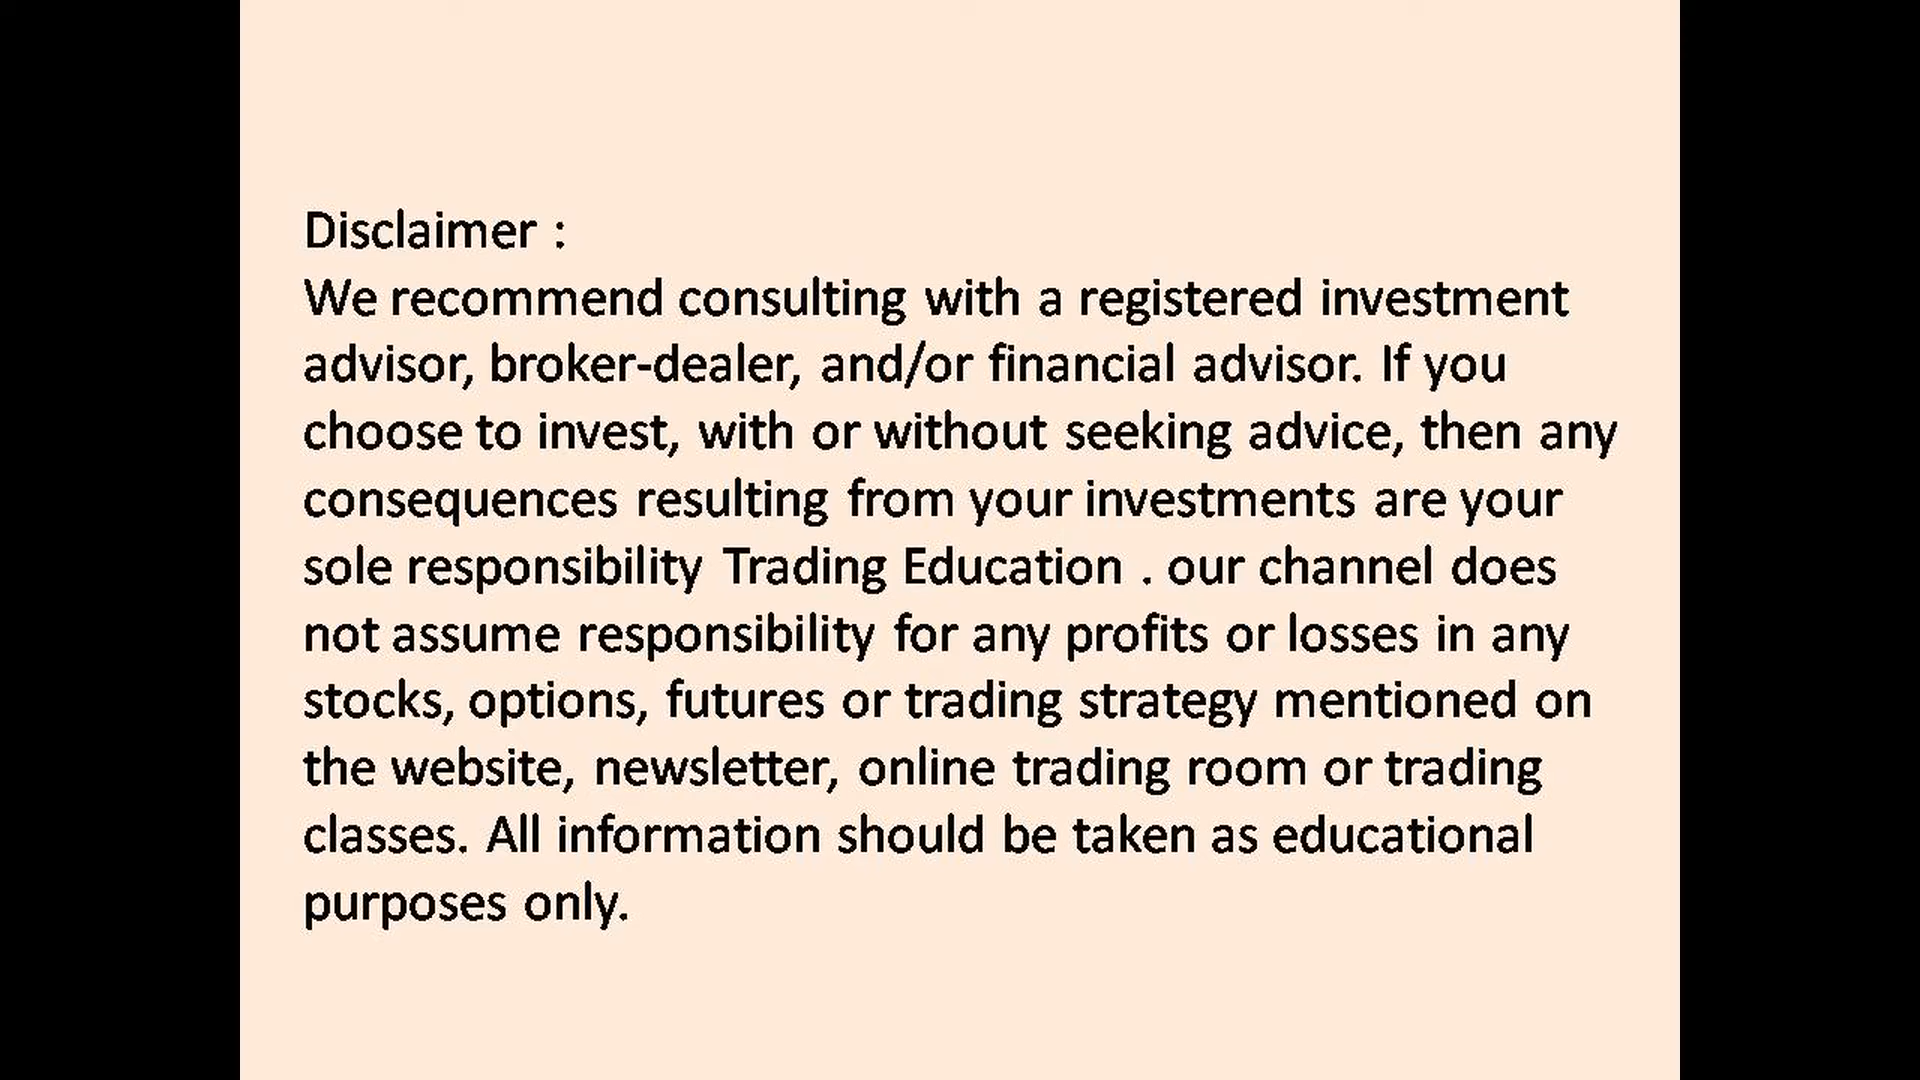 Disclaimer :
We recommend consulting with a registered investment
advisor, broker-dealer, and/or financial advisor. If you
choose to invest, with or without seeking advice, then any
consequences resulting from your investments are your
sole responsibility Trading Education . our channel does
not assume responsibility for any profits or losses in any
stocks, options, futures or trading strategy mentioned on
the website, newsletter, online trading room or trading
classes. All information should be taken as educational
purposes only.